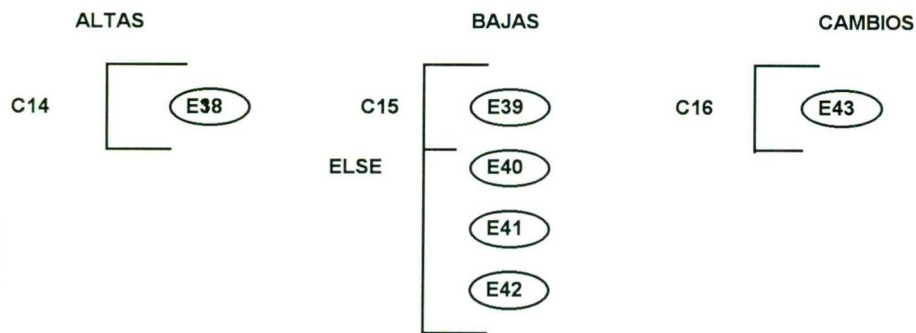 ALTAS BAJAS CAMBIOS
C14 E38 C15 E39 C16 E43
ELSE E40
E41
E42